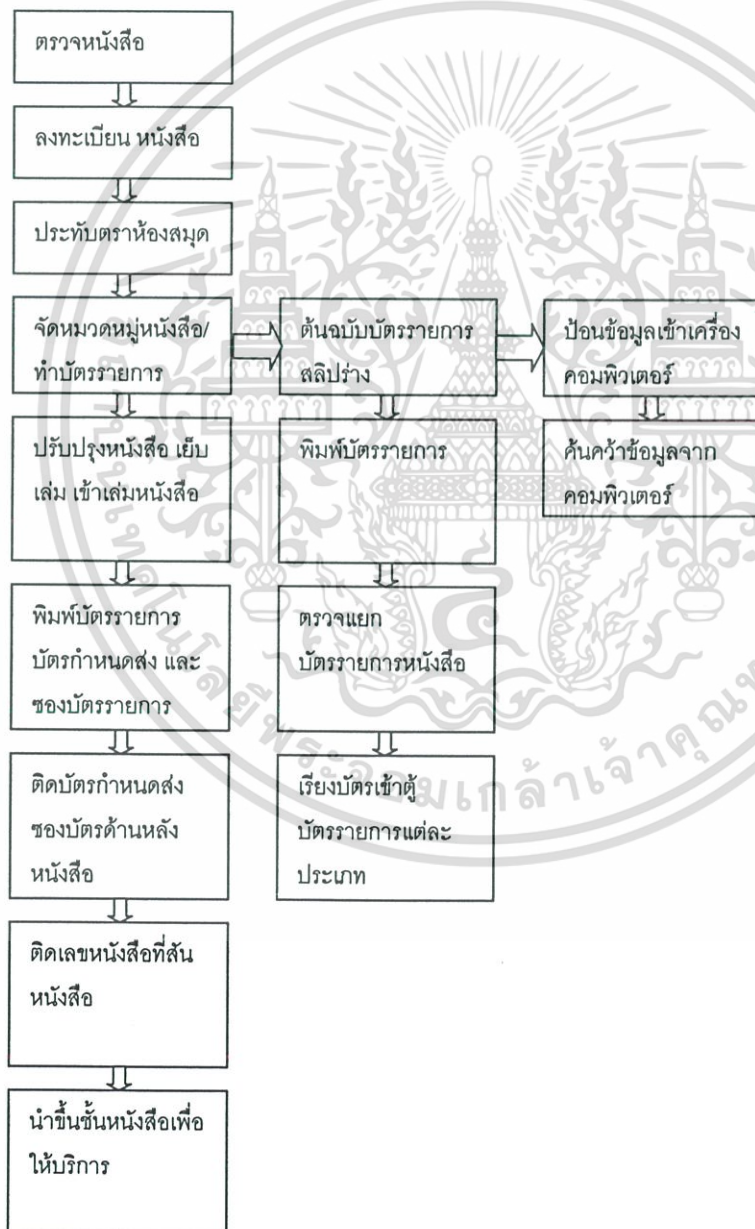 ตรวจหนังสือ
ลงทะเบียน หนังสือ
ประทับตราห้องสมุด
จัดหมวดหมู่หนังสือ/
ทำบัตรรายการ
ต้นฉบับบัตรรายการ
สลิปร่าง
ป้อนข้อมูลเข้าเครื่อง
คอมพิวเตอร์
ปรับปรุงหนังสือ เย็บ
เล่ม เข้าเล่มหนังสือ
พิมพ์บัตรรายการ
ค้นคว้าข้อมูลจาก
คอมพิวเตอร์
พิมพ์บัตรรายการ
บัตรกำหนดส่ง และ
ซองบัตรรายการ
ตรวจแยก
บัตรรายการหนังสือ
ติดบัตรกำหนดส่ง
ซองบัตรด้านหลัง
หนังสือ
เรียงบัตรเข้าตู้
บัตรรายการแต่ละ
ประเภท
ติดเลขหนังสือที่สัน
หนังสือ
นำขึ้นชั้นหนังสือเพื่อ
ให้บริการ